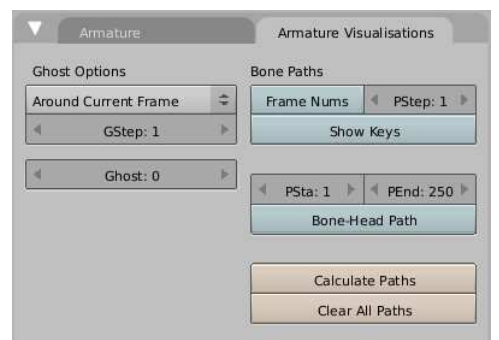 Armature
Armature Visualisations
Ghost Options
Around Current Frame
GStep: 1
Ghost: 0
Bone Paths
Frame Nums
PStep: 1
Show Keys
PSta: 1
PEnd: 250
Bone-Head Path
Calculate Paths
Clear All Paths